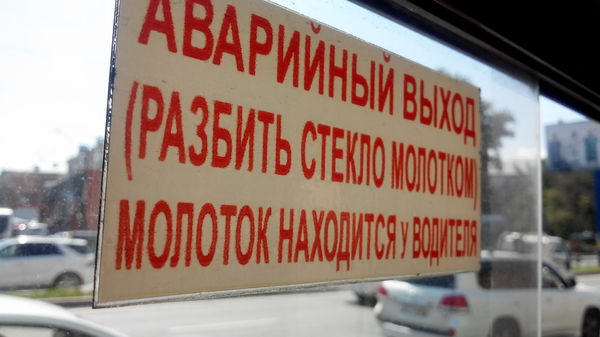 АВАРИЙНЫЙ ВЫХОД
(РАЗБИТЬ СТЕКЛО МОЛОТКОМ)
МОЛОТОК НАХОДИТСЯ У ВОДИТЕЛЯ